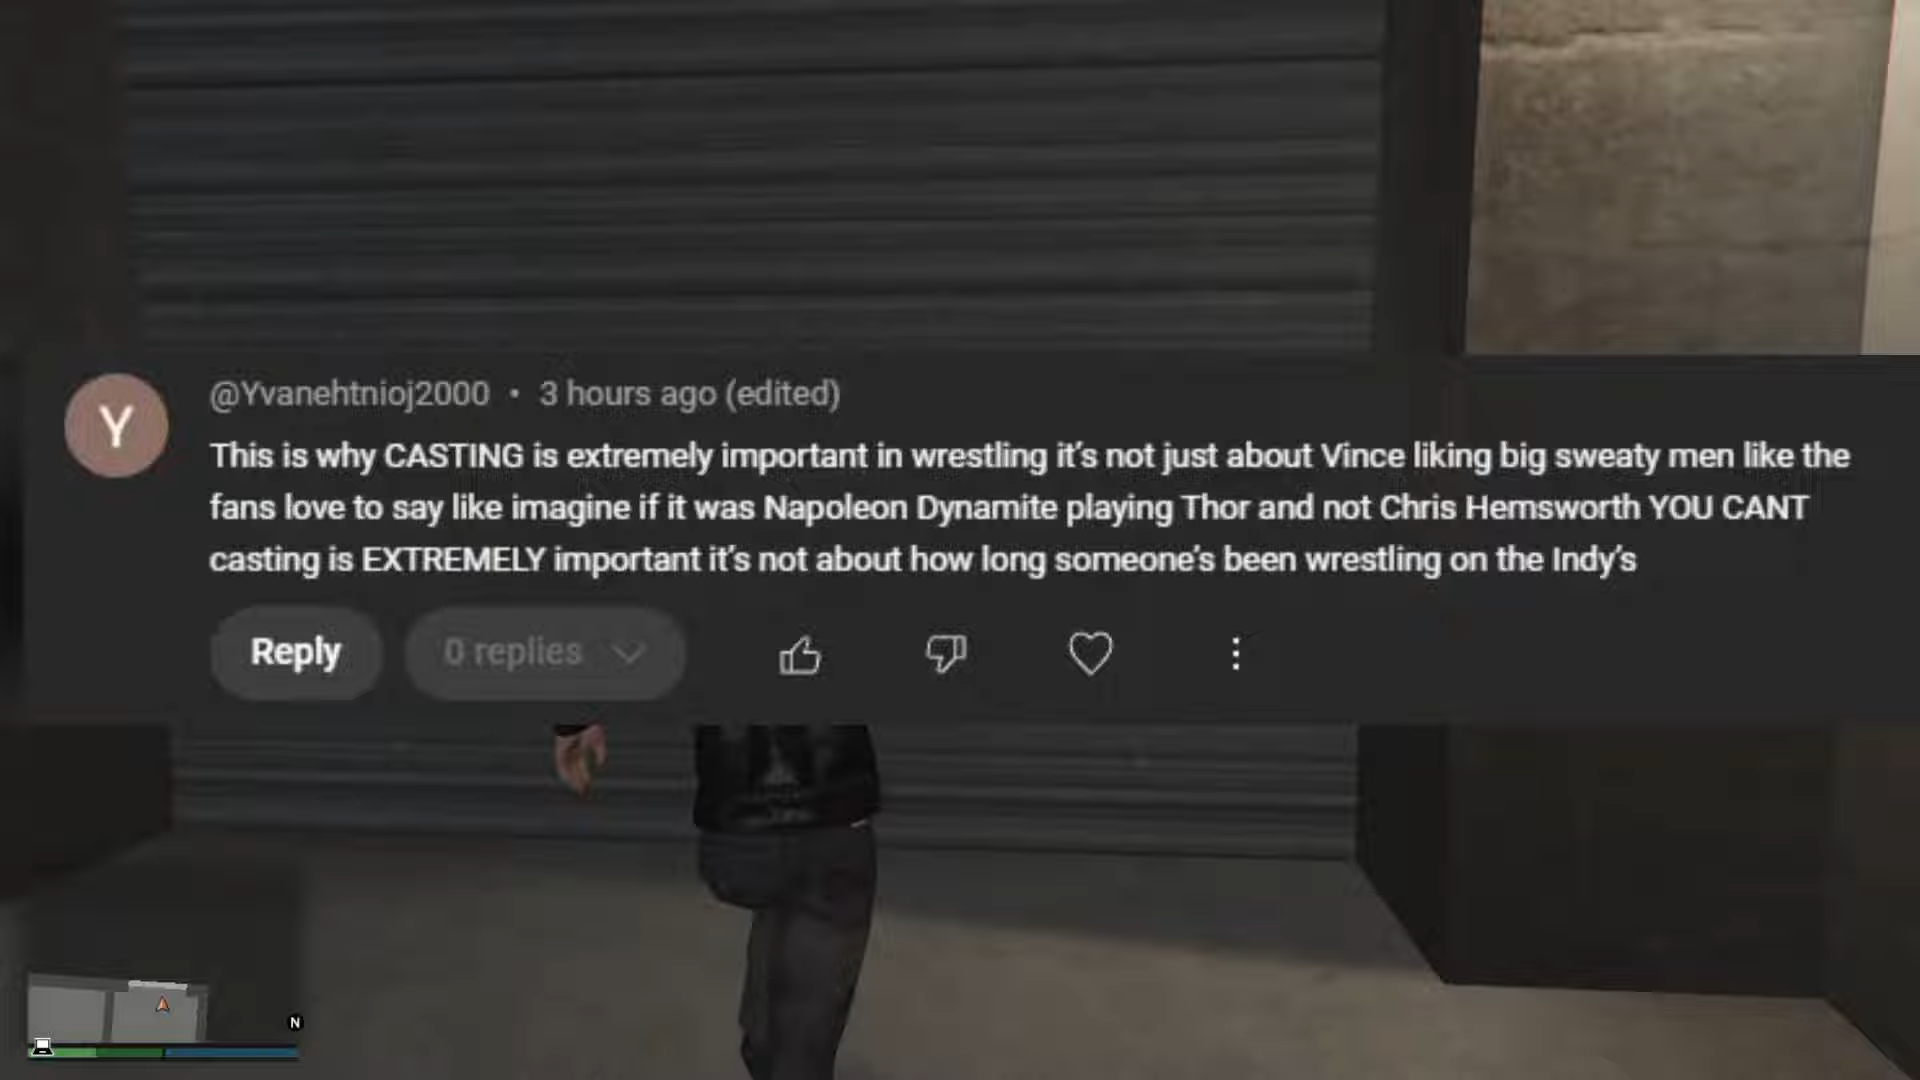 Y
@Yvanehtnioj2000 • 3 hours ago (edited)
This is why CASTING is extremely important in wrestling it's not just about Vince liking big sweaty men like the
fans love to say like imagine if it was Napoleon Dynamite playing Thor and not Chris Hemsworth YOU CANT
casting is EXTREMELY important it's not about how long someone's been wrestling on the Indy's
Reply 0 replies
N